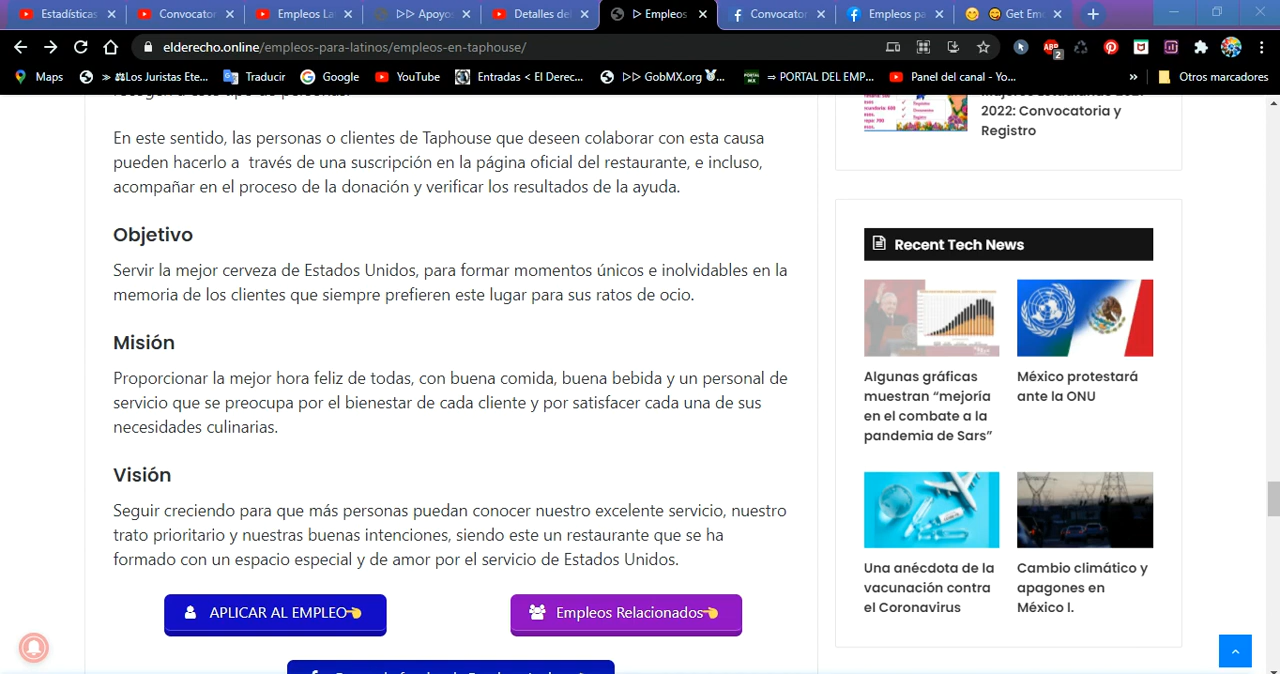 Estadísticas
Convocator
Empleos La
▷▷ Apoyos
Detalles del
▷ Empleos
Convocator
Empleos pa
Get Em
elderecho.online/empleos-para-latinos/empleos-en-taphouse/
ABP
2
Maps
» ⚖Los Juristas Ete...
Traducir
Google
YouTube
Entradas < El Derec...
▷▷ GobMX.org
⇒ PORTAL DEL EMP...
Panel del canal - Yo...
»
Otros marcadores
En este sentido, las personas o clientes de Taphouse que deseen colaborar con esta causa
pueden hacerlo a través de una suscripción en la página oficial del restaurante, e incluso,
acompañar en el proceso de la donación y verificar los resultados de la ayuda.
Objetivo
Servir la mejor cerveza de Estados Unidos, para formar momentos únicos e inolvidables en la
memoria de los clientes que siempre prefieren este lugar para sus ratos de ocio.
Misión
Proporcionar la mejor hora feliz de todas, con buena comida, buena bebida y un personal de
servicio que se preocupa por el bienestar de cada cliente y por satisfacer cada una de sus
necesidades culinarias.
Visión
Seguir creciendo para que más personas puedan conocer nuestro excelente servicio, nuestro
trato prioritario y nuestras buenas intenciones, siendo este un restaurante que se ha
formado con un espacio especial y de amor por el servicio de Estados Unidos.
APLICAR AL EMPLEO👈
Empleos Relacionados👈
2022: Convocatoria y
Registro
Recent Tech News
Algunas gráficas
muestran “mejoría
en el combate a la
pandemia de Sars”
México protestará
ante la ONU
Una anécdota de la
vacunación contra
el Coronavirus
Cambio climático y
apagones en
México I.